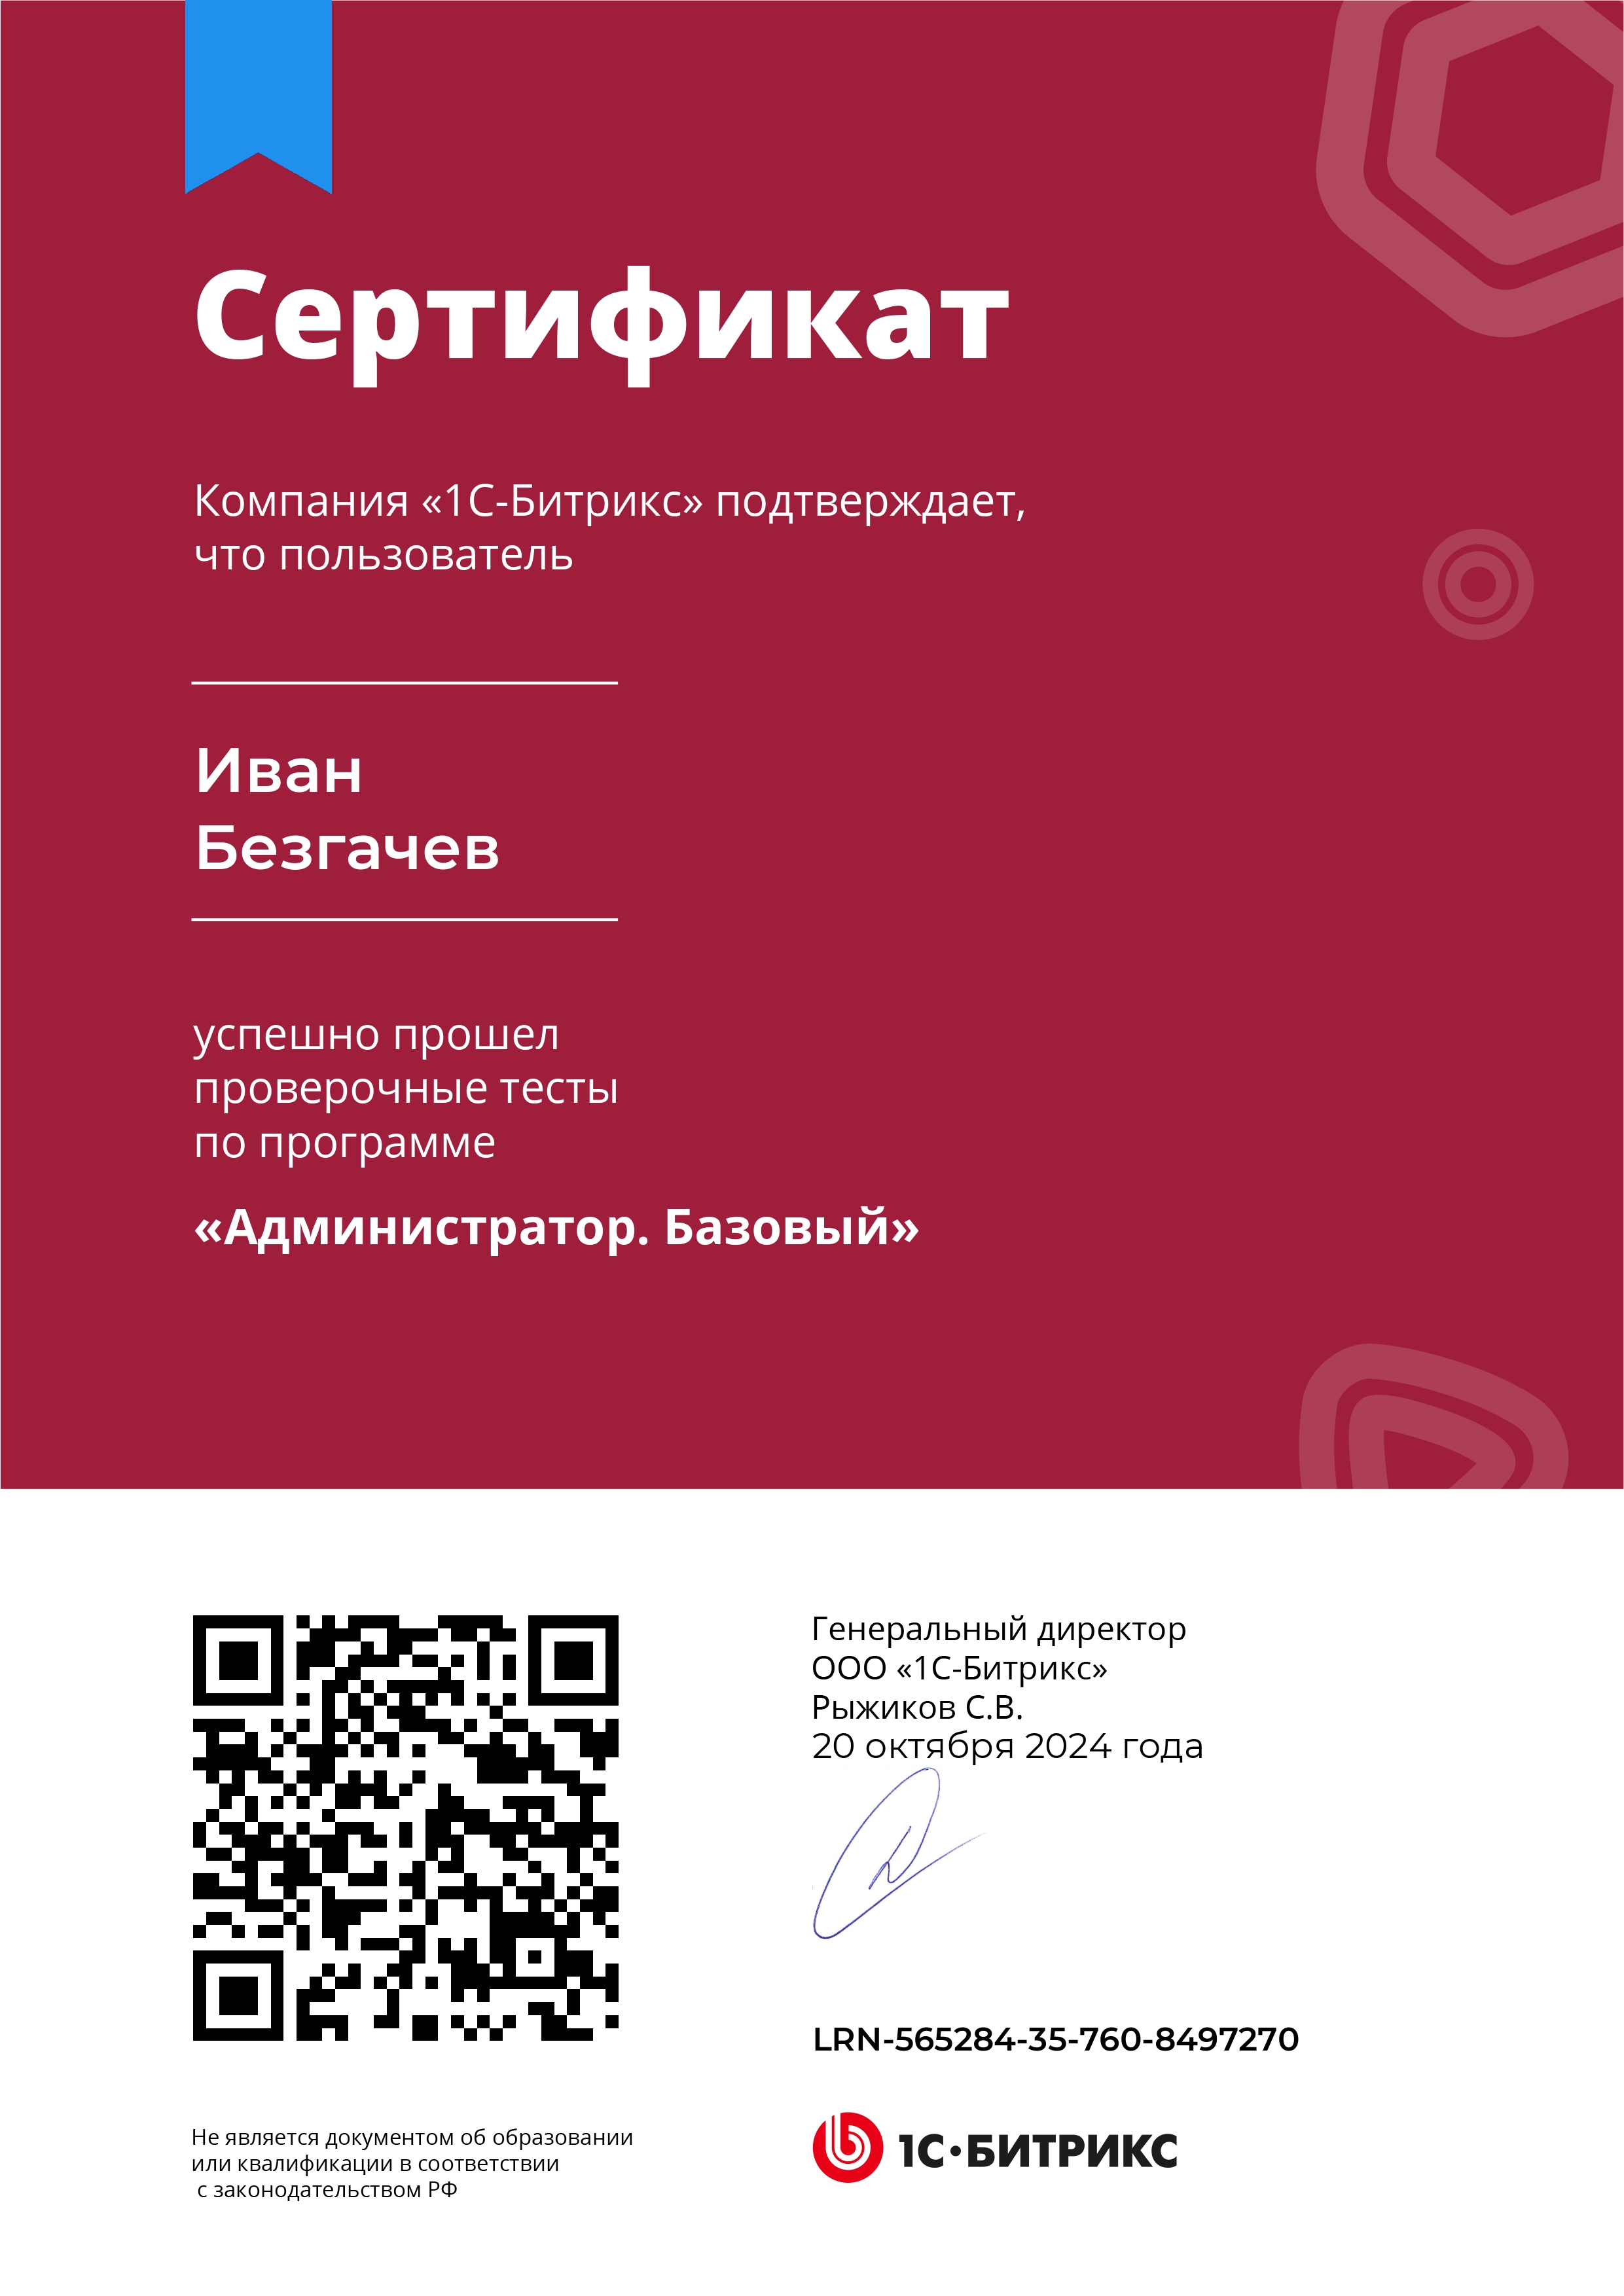 Сертификат
Компания «1С-Битрикс» подтверждает,
что пользователь
Иван
Безгачев
успешно прошел
проверочные тесты
по программе
«Администратор. Базовый»
Генеральный директор
ООО «1С-Битрикс»
Рыжиков С.В.
20 октября 2024 года
LRN-565284-35-760-8497270
Не является документом об образовании
или квалификации в соответствии
с законодательством РФ
1С·БИТРИКС